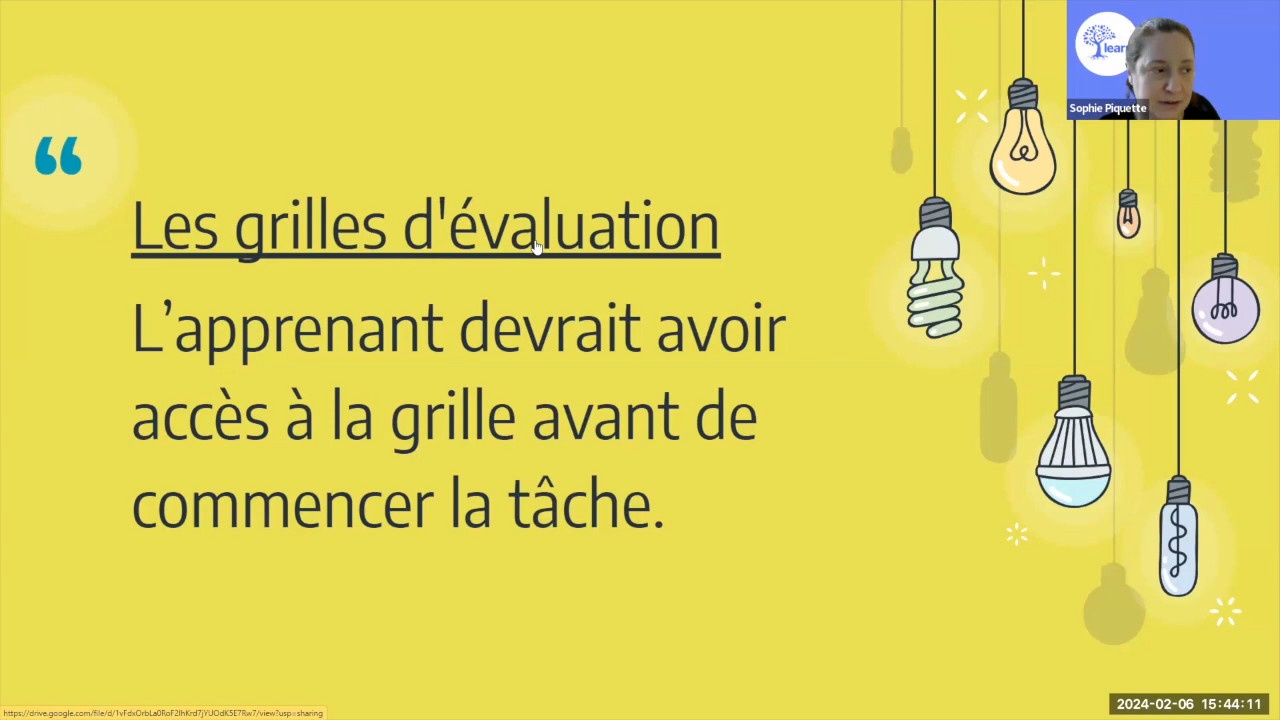 learn
Sophie Piquette
“
Les grilles d'évaluation
L’apprenant devrait avoir
accès à la grille avant de
commencer la tâche.
2024-02-06 15:44:11